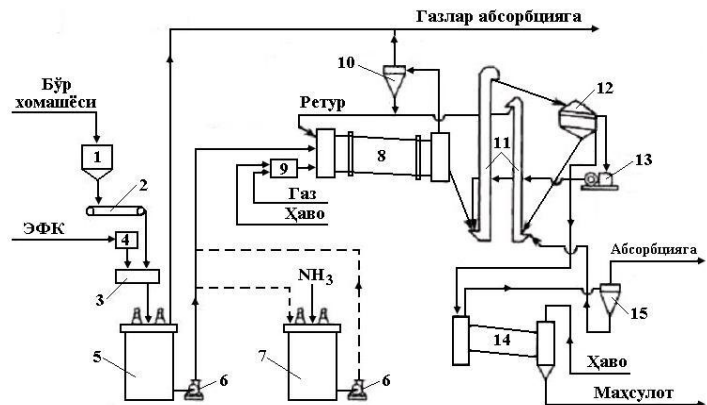 Газлар абсорбцияга
Бўр
хомашёси
10
12
Ретур
1
11
8
13
9
2
Газ
Ҳаво
ЭФК
4
Абсорбцияга
3
NH3
15
5
7
14
6
6
Ҳаво
Маҳсулот